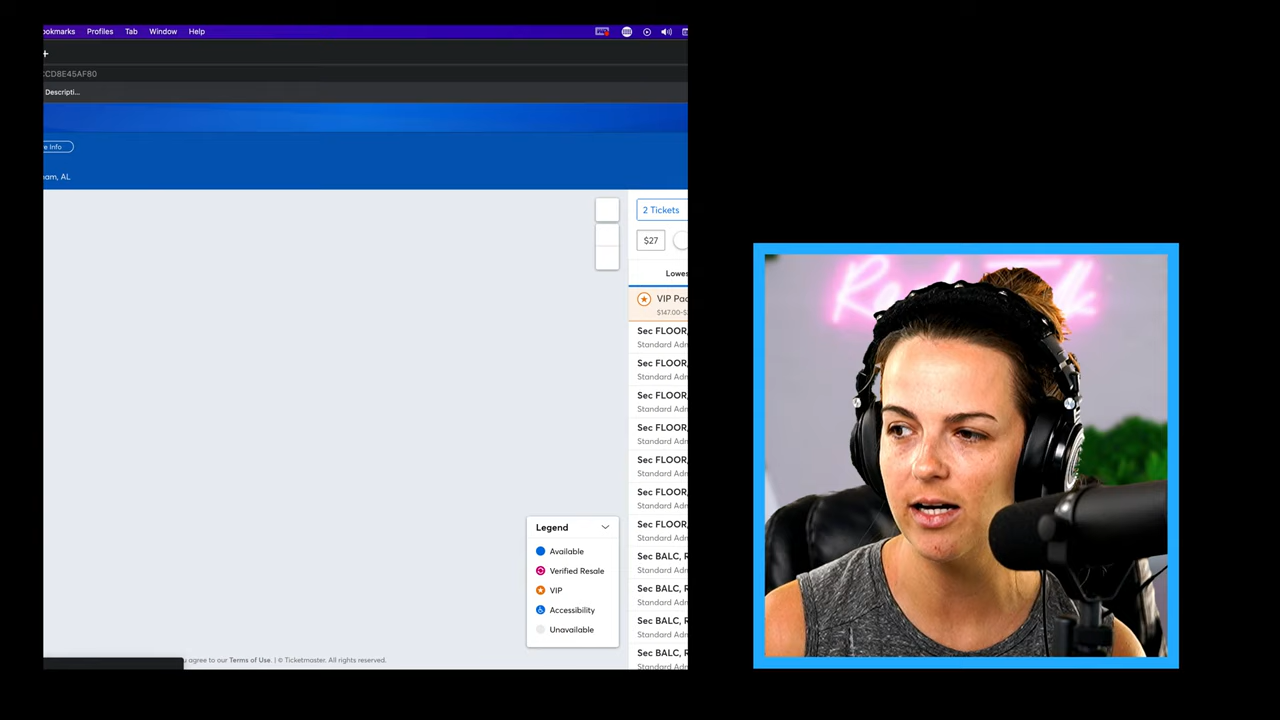 ookmarks Profiles Tab Window Help
+
CD8E45AF80
Descripti...
e Info
am, AL
2 Tickets
$27
Lowes
VIP Pac
$147.00-$
Sec FLOOR,
Standard Adm
Sec FLOOR,
Standard Adm
Sec FLOOR,
Standard Adm
Sec FLOOR,
Standard Adm
Sec FLOOR,
Standard Adm
Sec FLOOR,
Standard Adm
Sec FLOOR,
Standard Adm
Sec BALC, R
Standard Adm
Sec BALC, R
Standard Adm
Sec BALC, R
Standard Adm
Sec BALC, R
Legend
Available
Verified Resale
VIP
Accessibility
Unavailable
agree to our Terms of Use. | © Ticketmaster. All rights reserved.